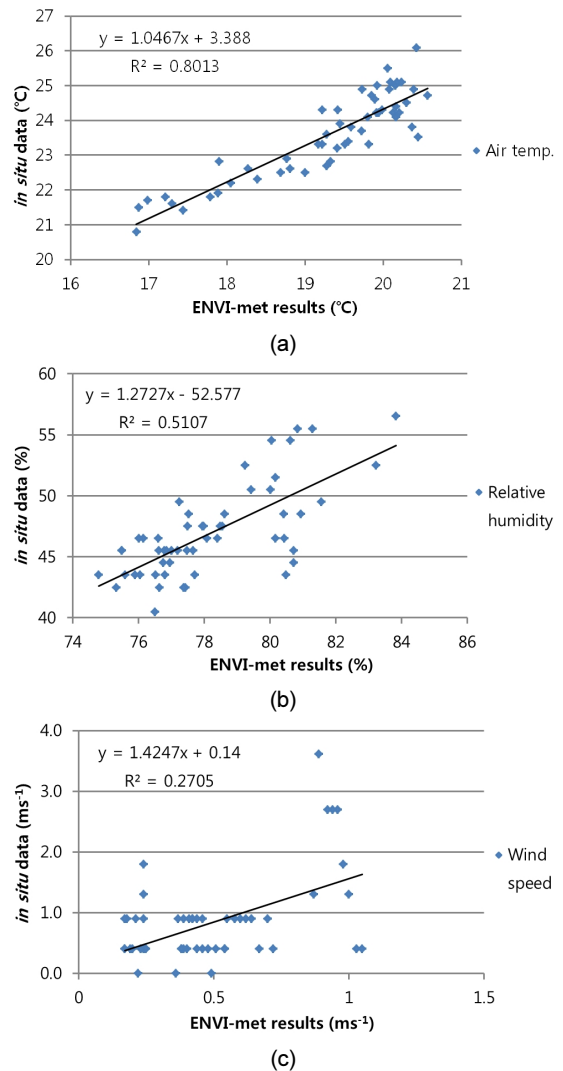 27
26
25
24
23
22
21
20
y = 1.0467x + 3.388
R² = 0.8013
in situ data (℃)
Air temp.
16 17 18 19 20 21
ENVI-met results (℃)
(a)
60
55
50
45
40
y = 1.2727x - 52.577
R² = 0.5107
in situ data (%)
Relative
humidity
74 76 78 80 82 84 86
ENVI-met results (%)
(b)
4.0
3.0
2.0
1.0
0.0
y = 1.4247x + 0.14
R² = 0.2705
in situ data (ms⁻¹)
Wind
speed
0 0.5 1 1.5
ENVI-met results (ms⁻¹)
(c)